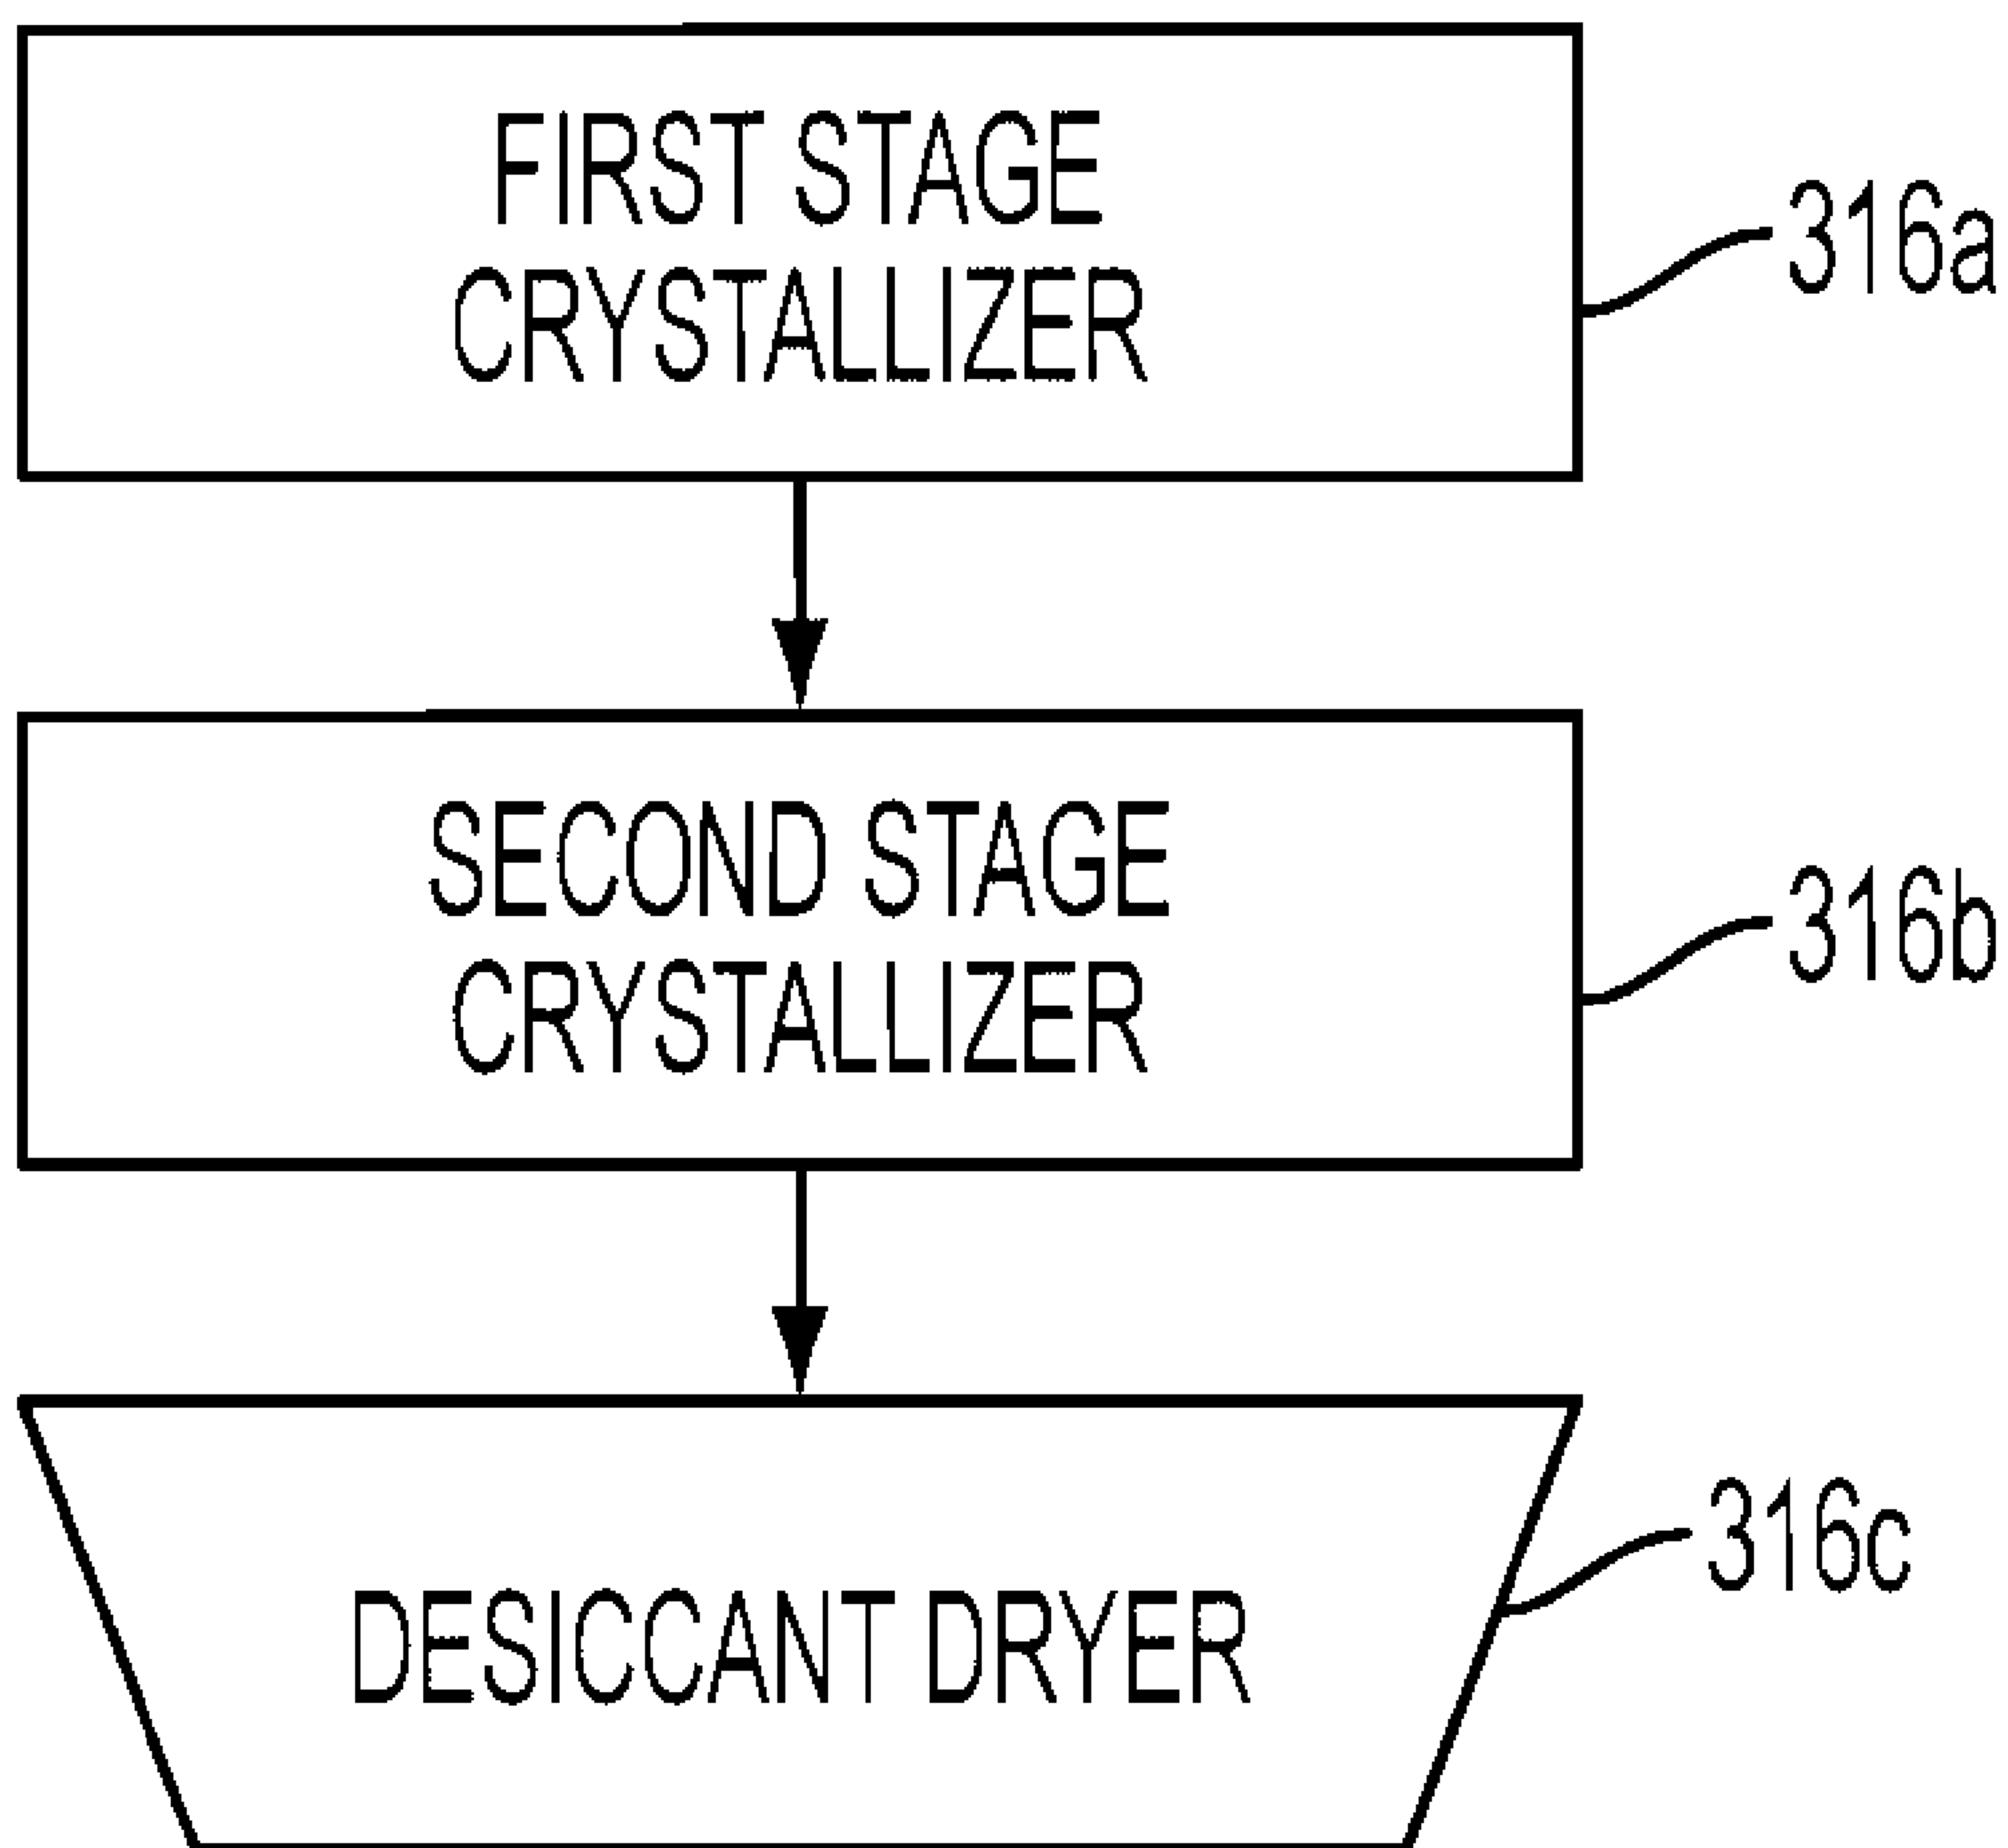 FIRST STAGE
CRYSTALLIZER
316a
SECOND STAGE
CRYSTALLIZER
316b
DESICCANT DRYER
316c